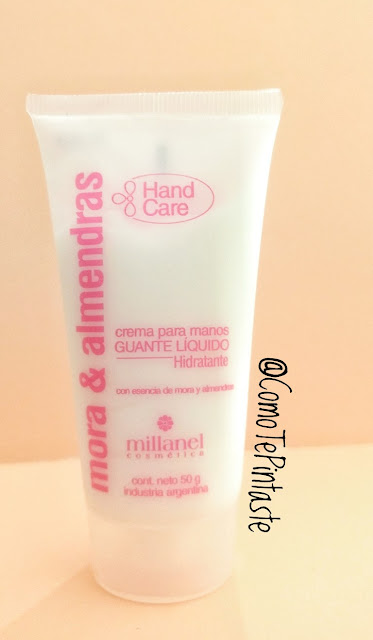 mora & almendras
Hand
Care
crema para manos
GUANTE LÍQUIDO
Hidratante
con esencia de mora y almendras
millanel
cosmética
cont. neto 50 g
industria argentina
@ComoTePintaste